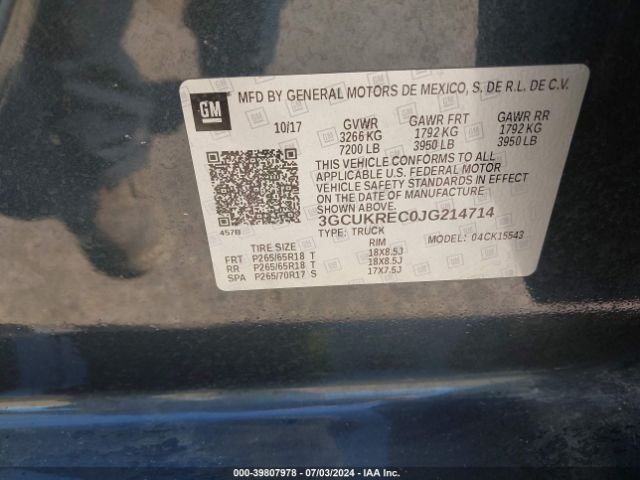 GM
MFD BY GENERAL MOTORS DE MEXICO, S. DE R.L. DE C.V.
10/17 GVWR GAWR FRT GAWR RR
3266 KG 1792 KG 1792 KG
7200 LB 3950 LB 3950 LB
THIS VEHICLE CONFORMS TO ALL
APPLICABLE U.S. FEDERAL MOTOR
VEHICLE SAFETY STANDARDS IN
EFFECT ON THE DATE OF MANUFACTURE
SHOWN ABOVE.
3GCUKREC0JG214714
457B TYPE: TRUCK MODEL: 04CK15543
TIRE SIZE RIM
FRT P265/65R18 T 18X8.5J
RR P265/65R18 T 18X8.5J
SPA P265/70R17 S 17X7.5J
000-39807978 - 07/03/2024 - IAA Inc.